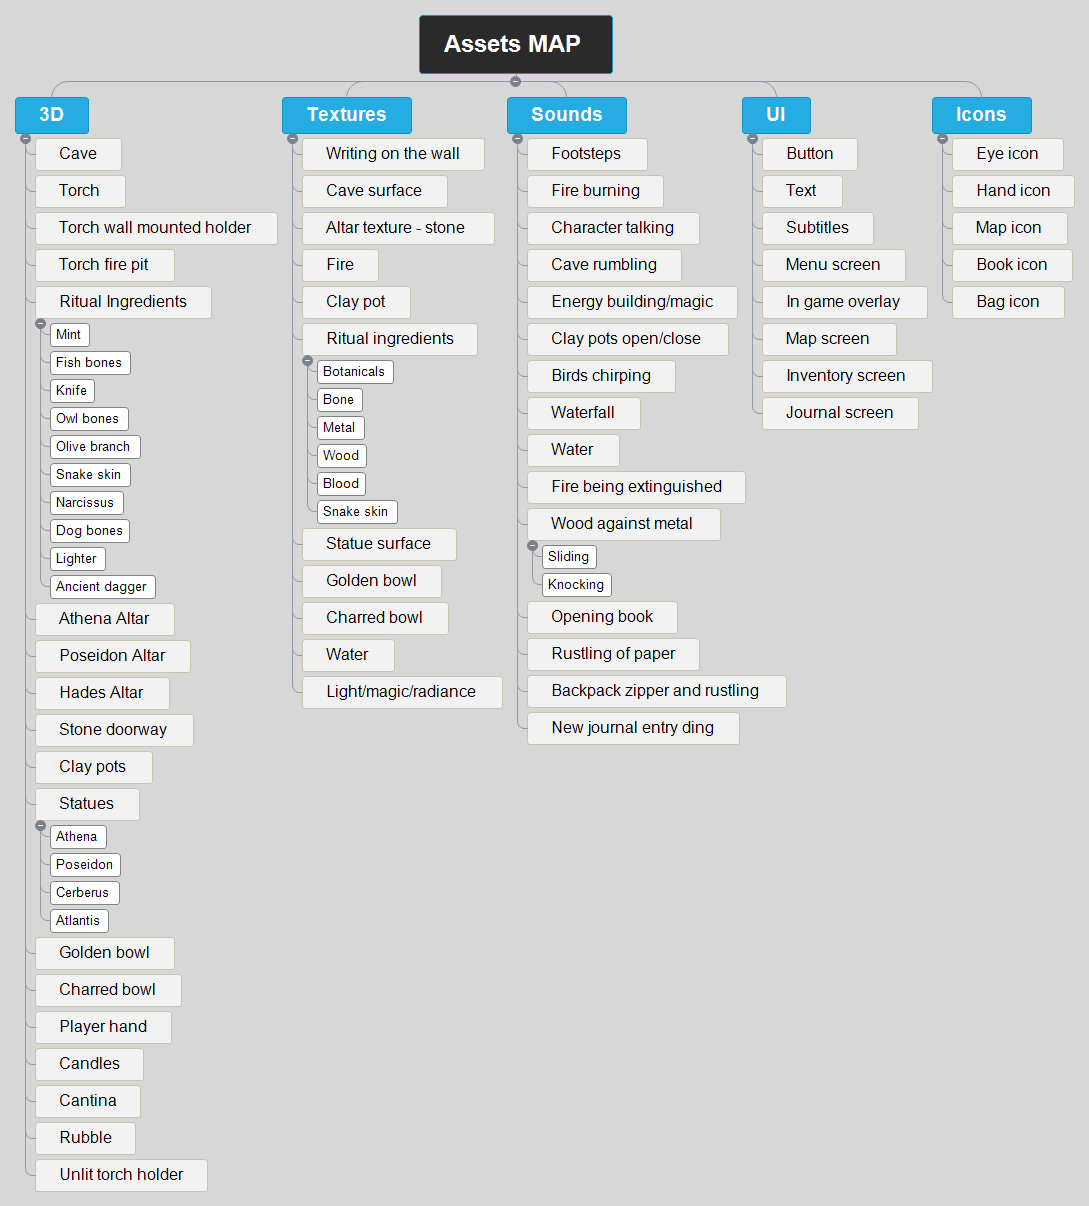 Assets MAP
3D
Cave
Torch
Torch wall mounted holder
Torch fire pit
Ritual Ingredients
Mint
Fish bones
Knife
Owl bones
Olive branch
Snake skin
Narcissus
Dog bones
Lighter
Ancient dagger
Athena Altar
Poseidon Altar
Hades Altar
Stone doorway
Clay pots
Statues
Athena
Poseidon
Cerberus
Atlantis
Golden bowl
Charred bowl
Player hand
Candles
Cantina
Rubble
Unlit torch holder
Textures
Writing on the wall
Cave surface
Altar texture - stone
Fire
Clay pot
Ritual ingredients
Botanicals
Bone
Metal
Wood
Blood
Snake skin
Statue surface
Golden bowl
Charred bowl
Water
Light/magic/radiance
Sounds
Footsteps
Fire burning
Character talking
Cave rumbling
Energy building/magic
Clay pots open/close
Birds chirping
Waterfall
Water
Fire being extinguished
Wood against metal
Sliding
Knocking
Opening book
Rustling of paper
Backpack zipper and rustling
New journal entry ding
UI
Button
Text
Subtitles
Menu screen
In game overlay
Map screen
Inventory screen
Journal screen
Icons
Eye icon
Hand icon
Map icon
Book icon
Bag icon